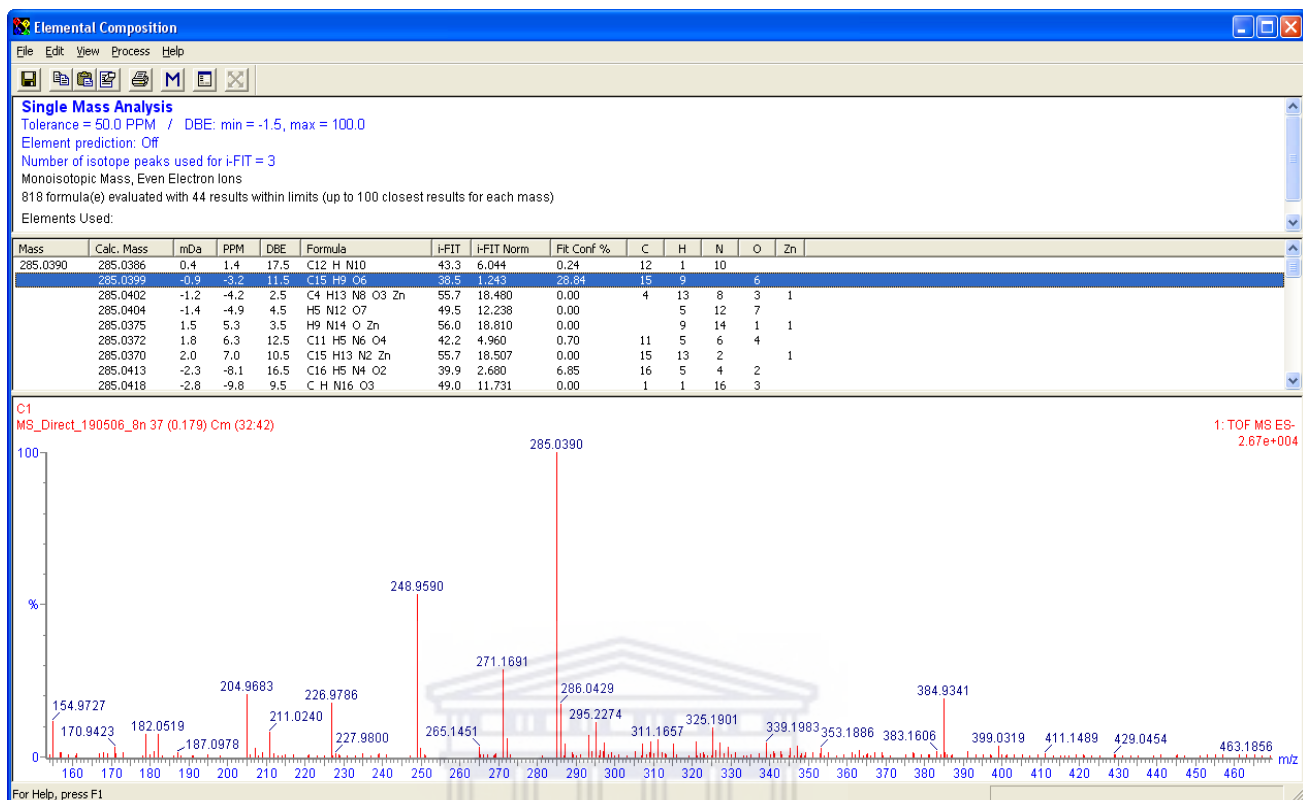 Elemental Composition
File Edit View Process Help
M
Single Mass Analysis
Tolerance = 50.0 PPM / DBE: min = -1.5, max = 100.0
Element prediction: Off
Number of isotope peaks used for i-FIT = 3
Monoisotopic Mass, Even Electron Ions
818 formula(e) evaluated with 44 results within limits (up to 100 closest results for each mass)
Elements Used:
Mass Calc. Mass mDa PPM DBE Formula i-FIT i-FIT Norm Fit Conf % C H N O Zn
285.0390 285.0386 0.4 1.4 17.5 C12 H N10 43.3 6.044 0.24 12 1 10
285.0399 -0.9 -3.2 11.5 C15 H9 O6 38.5 1.243 28.84 15 9 6
285.0402 -1.2 -4.2 2.5 C4 H13 N8 O3 Zn 55.7 18.480 0.00 4 13 8 3 1
285.0404 -1.4 -4.9 4.5 H5 N12 O7 49.5 12.238 0.00 5 12 7
285.0375 1.5 5.3 3.5 H9 N14 O Zn 56.0 18.810 0.00 9 14 1 1
285.0372 1.8 6.3 12.5 C11 H5 N6 O4 42.2 4.960 0.70 11 5 6 4
285.0370 2.0 7.0 10.5 C15 H13 N2 Zn 55.7 18.507 0.00 15 13 2 1
285.0413 -2.3 -8.1 16.5 C16 H5 N4 O2 39.9 2.680 6.85 16 5 4 2
285.0418 -2.8 -9.8 9.5 C H N16 O3 49.0 11.731 0.00 1 1 16 3
C1
MS_Direct_190506_8n 37 (0.179) Cm (32:42)
1: TOF MS ES-
2.67e+004
285.0390
100
248.9590
%
271.1691
204.9683
226.9786
286.0429
384.9341
154.9727
295.2274
211.0240
325.1901
182.0519
170.9423
339.1983
311.1657
353.1886
265.1451
399.0319
383.1606
411.1489
429.0454
187.0978
227.9800
463.1856
0
m/z
160 170 180 190 200 210 220 230 240 250 260 270 280 290 300 310 320 330 340 350 360 370 380 390 400 410 420 430 440 450 460
For Help, press F1